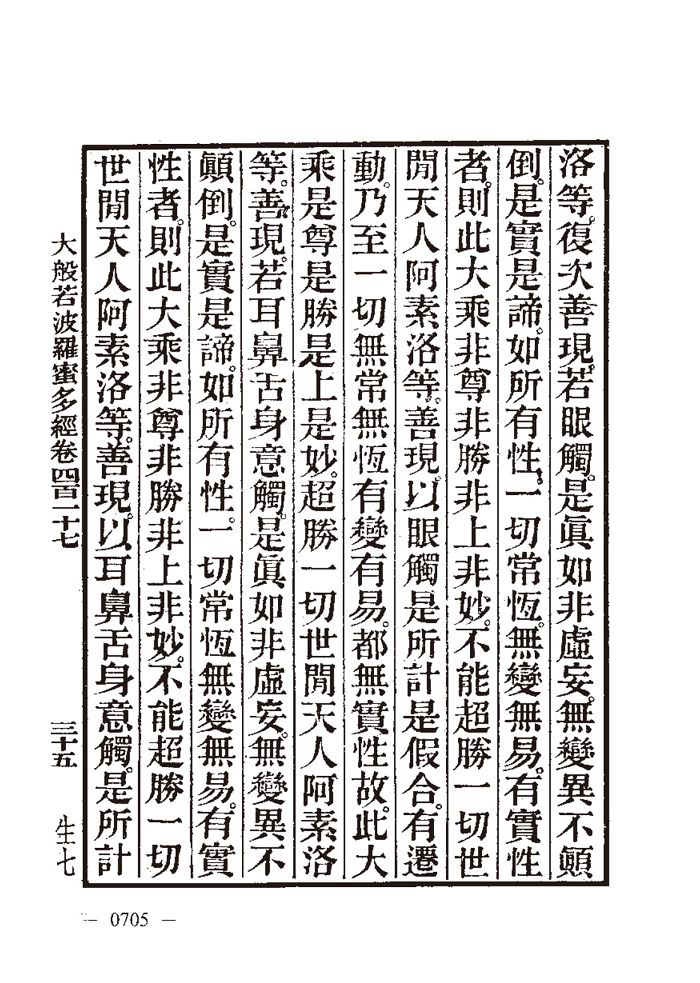 洛等。復次善現。若眼觸。是眞如非虛妄。無變異不顚
倒。是實是諦。如所有性。一切常恆。無變無易。有實性
者。則此大乘非尊非勝非上非妙。不能超勝一切世
閒天人阿素洛等。善現。以眼觸是所計是假合。有遷
動。乃至一切無常無恆有變有易。都無實性故。此大
乘是尊是勝是上是妙。超勝一切世閒天人阿素洛
等。善現。若耳鼻舌身意觸。是眞如非虛妄。無變異不
顚倒。是實是諦。如所有性。一切常恆無變無易。有實
性者。則此大乘非尊非勝非上非妙。不能超勝一切
世閒天人阿素洛等。善現。以耳鼻舌身意觸。是所計
大般若波羅蜜多經卷四百一十七
三十五
生七
— 0705 —